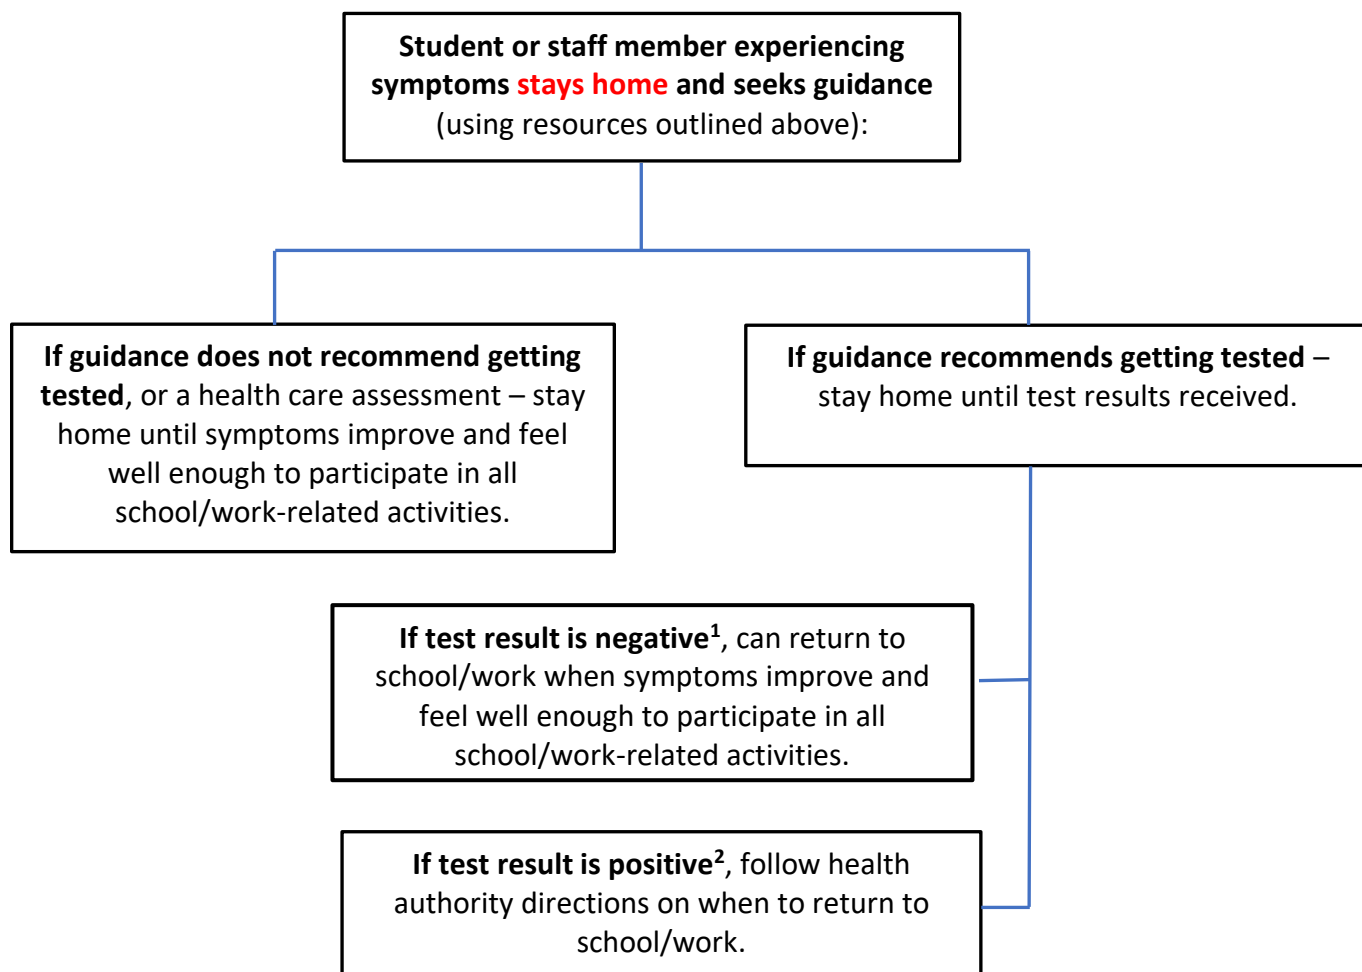 Student or staff member experiencing
symptoms stays home and seeks guidance
(using resources outlined above):
If guidance does not recommend getting
tested, or a health care assessment – stay
home until symptoms improve and feel
well enough to participate in all
school/work-related activities.
If guidance recommends getting tested –
stay home until test results received.
If test result is negative¹, can return to
school/work when symptoms improve and
feel well enough to participate in all
school/work-related activities.
If test result is positive², follow health
authority directions on when to return to
school/work.